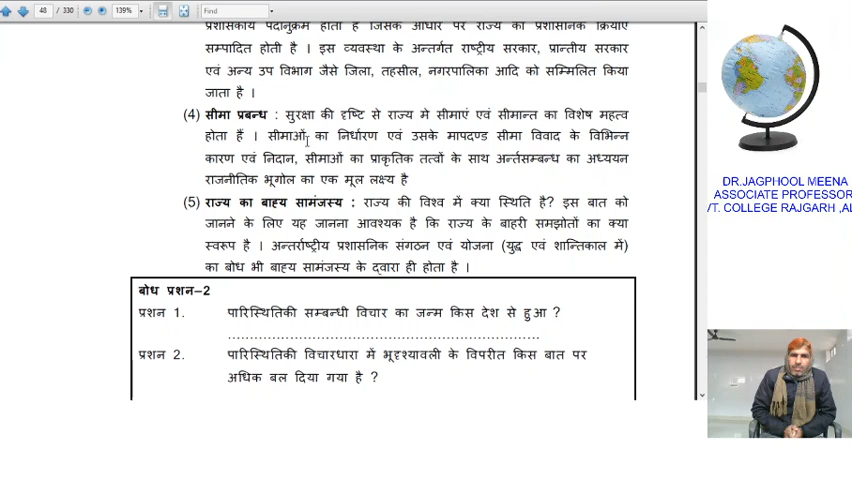 48 / 330 139% Find
प्रशासकीय पदानुक्रम होता है जिसके आधार पर राज्य की प्रशासनिक क्रियाएं
सम्पादित होती है । इस व्यवस्था के अन्तर्गत राष्ट्रीय सरकार, प्रान्तीय सरकार
एवं अन्य उप विभाग जैसे जिला, तहसील, नगरपालिका आदि को सम्मिलित किया
जाता है ।
(4) सीमा प्रबन्ध : सुरक्षा की दृष्टि से राज्य मे सीमाएं एवं सीमान्त का विशेष महत्व
होता हैं । सीमाओं का निर्धारण एवं उसके मापदण्ड सीमा विवाद के विभिन्न
कारण एवं निदान, सीमाओं का प्राकृतिक तत्वों के साथ अर्न्तसम्बन्ध का अध्ययन
राजनीतिक भूगोल का एक मूल लक्ष्य है
(5) राज्य का बाह्य सामंजस्य : राज्य की विश्व में क्या स्थिति है? इस बात को
जानने के लिए यह जानना आवश्यक है कि राज्य के बाहरी समझोतों का क्या
स्वरूप है । अन्तर्राष्ट्रीय प्रशासनिक संगठन एवं योजना (युद्ध एवं शान्तिकाल में)
का बोध भी बाह्य सामंजस्य के द्वारा ही होता है ।
बोध प्रशन–2
प्रशन 1. पारिस्थितिकी सम्बन्धी विचार का जन्म किस देश से हुआ ?
प्रशन 2. पारिस्थितिकी विचारधारा में भूदृश्यावली के विपरीत किस बात पर
अधिक बल दिया गया है ?
DR.JAGPHOOL MEENA
ASSOCIATE PROFESSOR
VT. COLLEGE RAJGARH ,AL